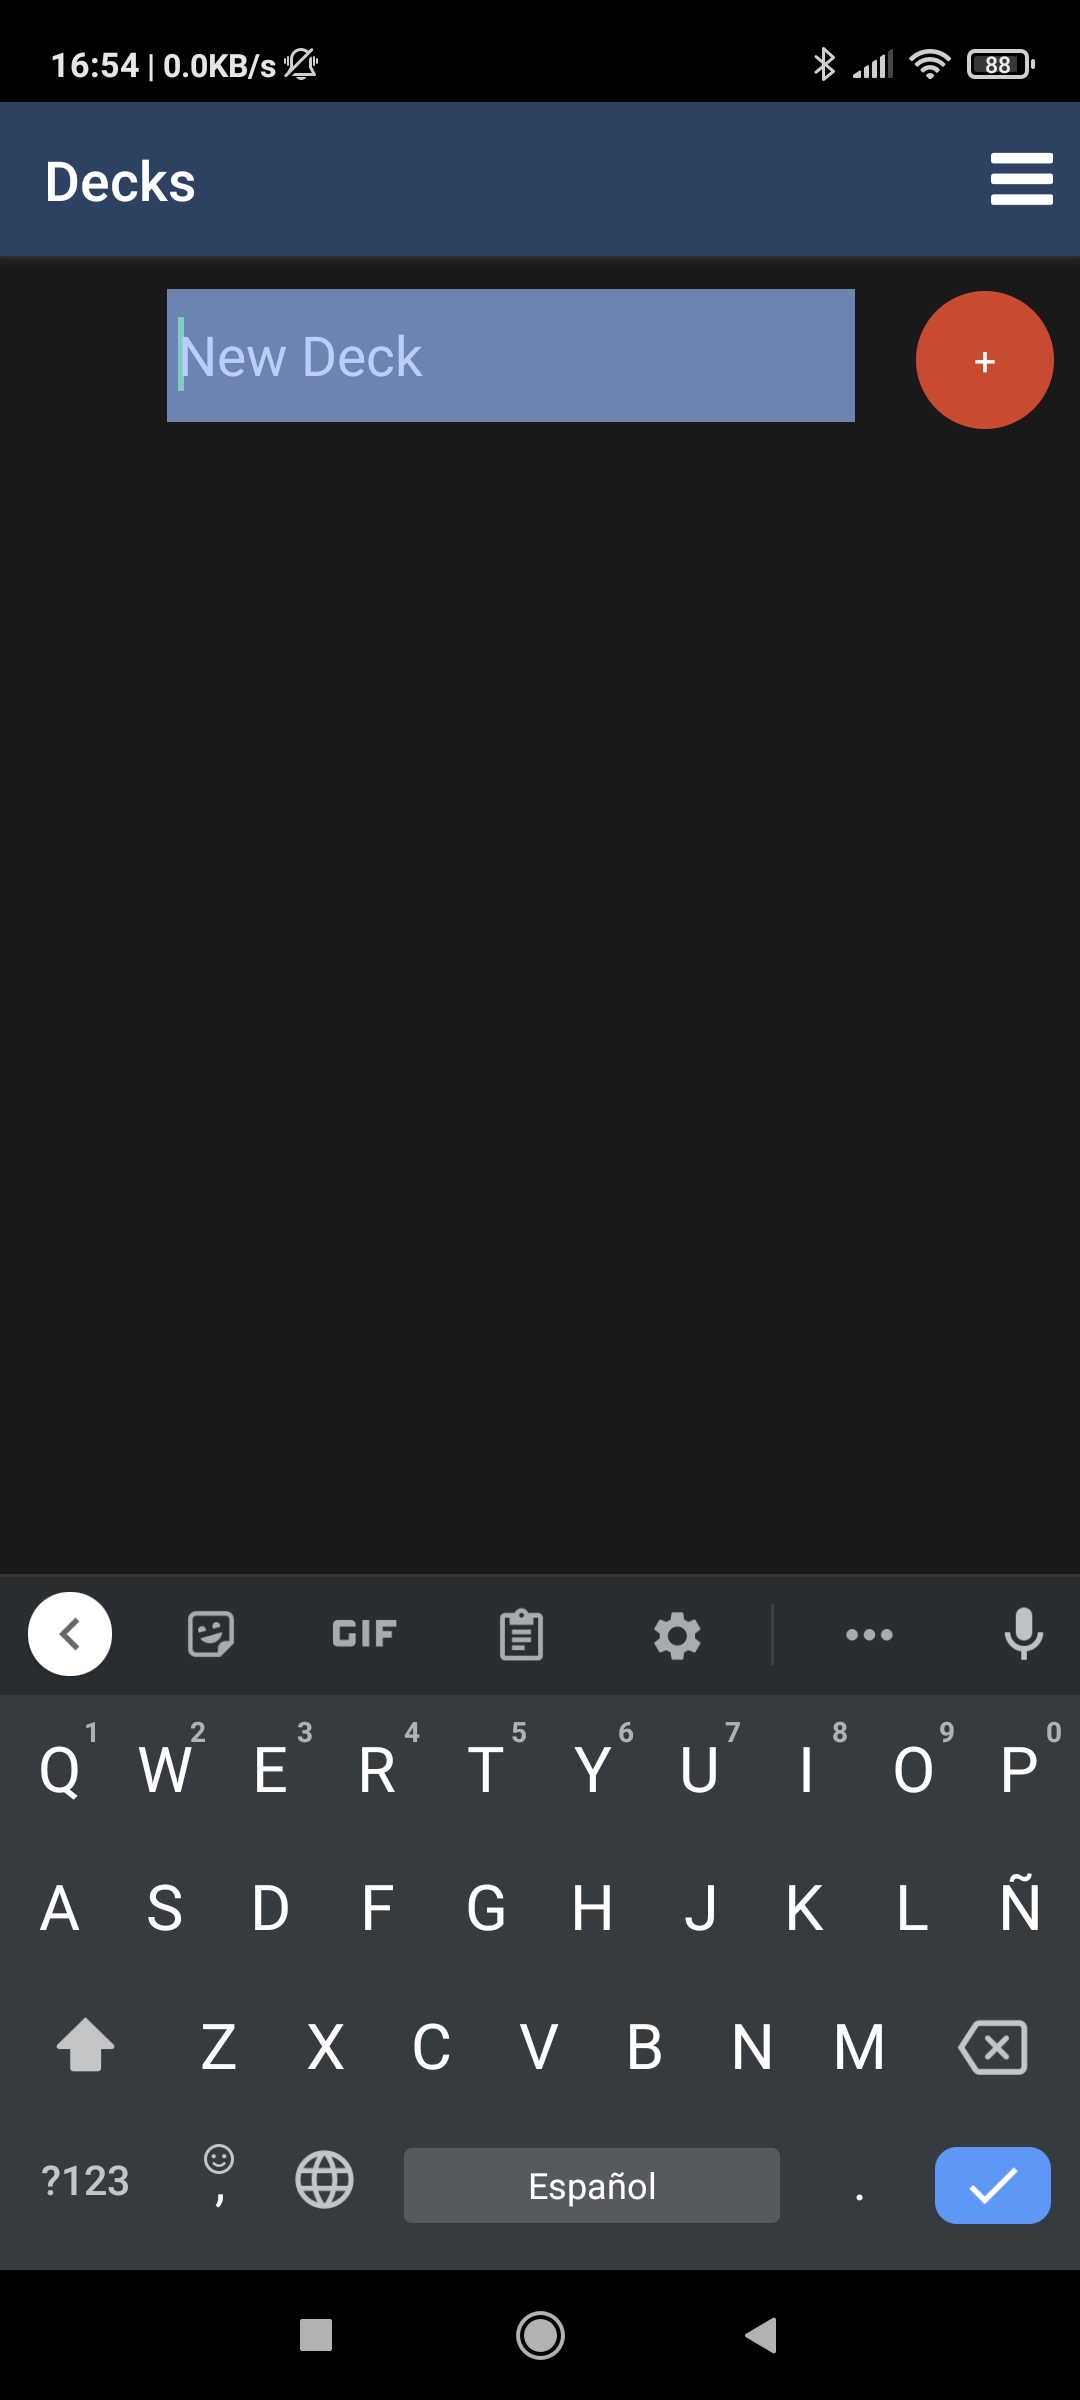 16:54 | 0.0KB/s 88
Decks
New Deck
+
GIF
1 2 3 4 5 6 7 8 9 0
Q W E R T Y U I O P
A S D F G H J K L Ñ
Z X C V B N M
?123 , Español .